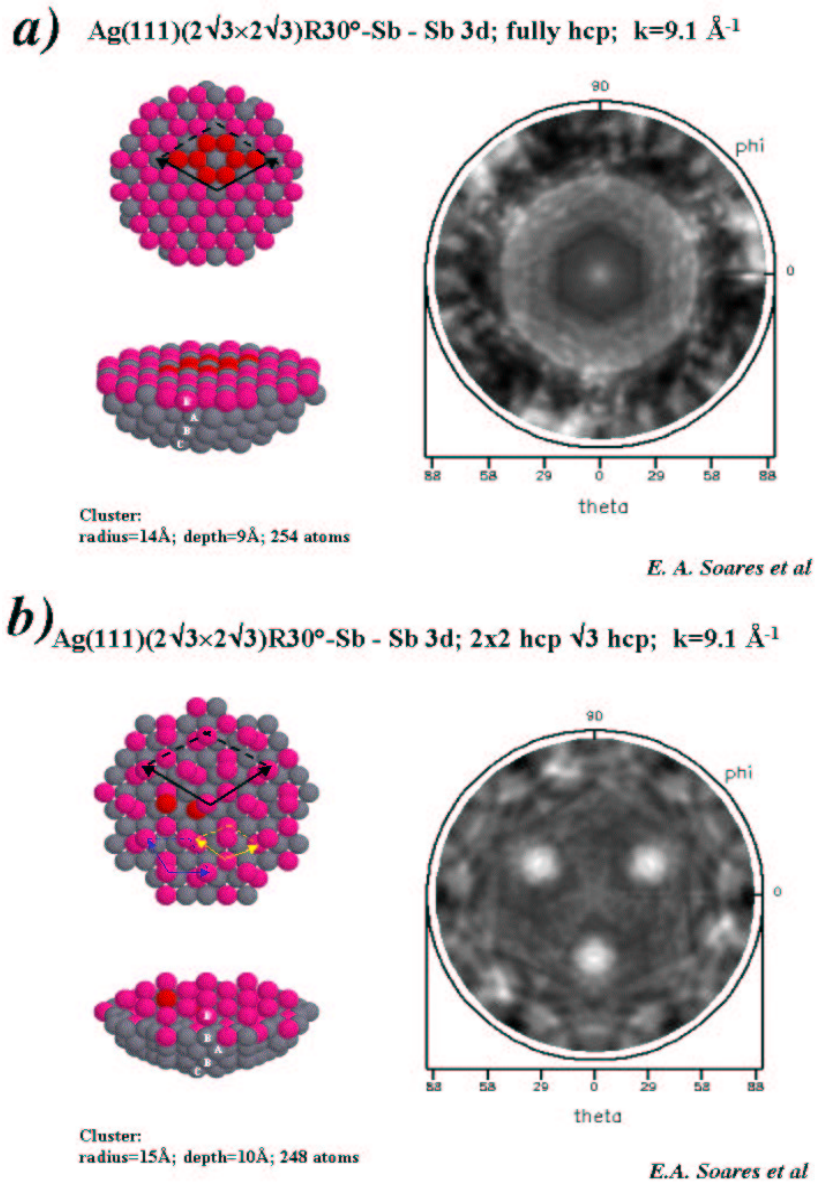 a) Ag(111)(2√3×2√3)R30°-Sb - Sb 3d; fully hcp; k=9.1 Å-1
90
phi
0
A
B
C
88 58 29 0 29 58 88
theta
Cluster:
radius=14Å; depth=9Å; 254 atoms
E. A. Soares et al
b) Ag(111)(2√3×2√3)R30°-Sb - Sb 3d; 2x2 hcp √3 hcp; k=9.1 Å-1
90
phi
0
B
A
B
C
88 58 29 0 29 58 88
theta
Cluster:
radius=15Å; depth=10Å; 248 atoms
E.A. Soares et al